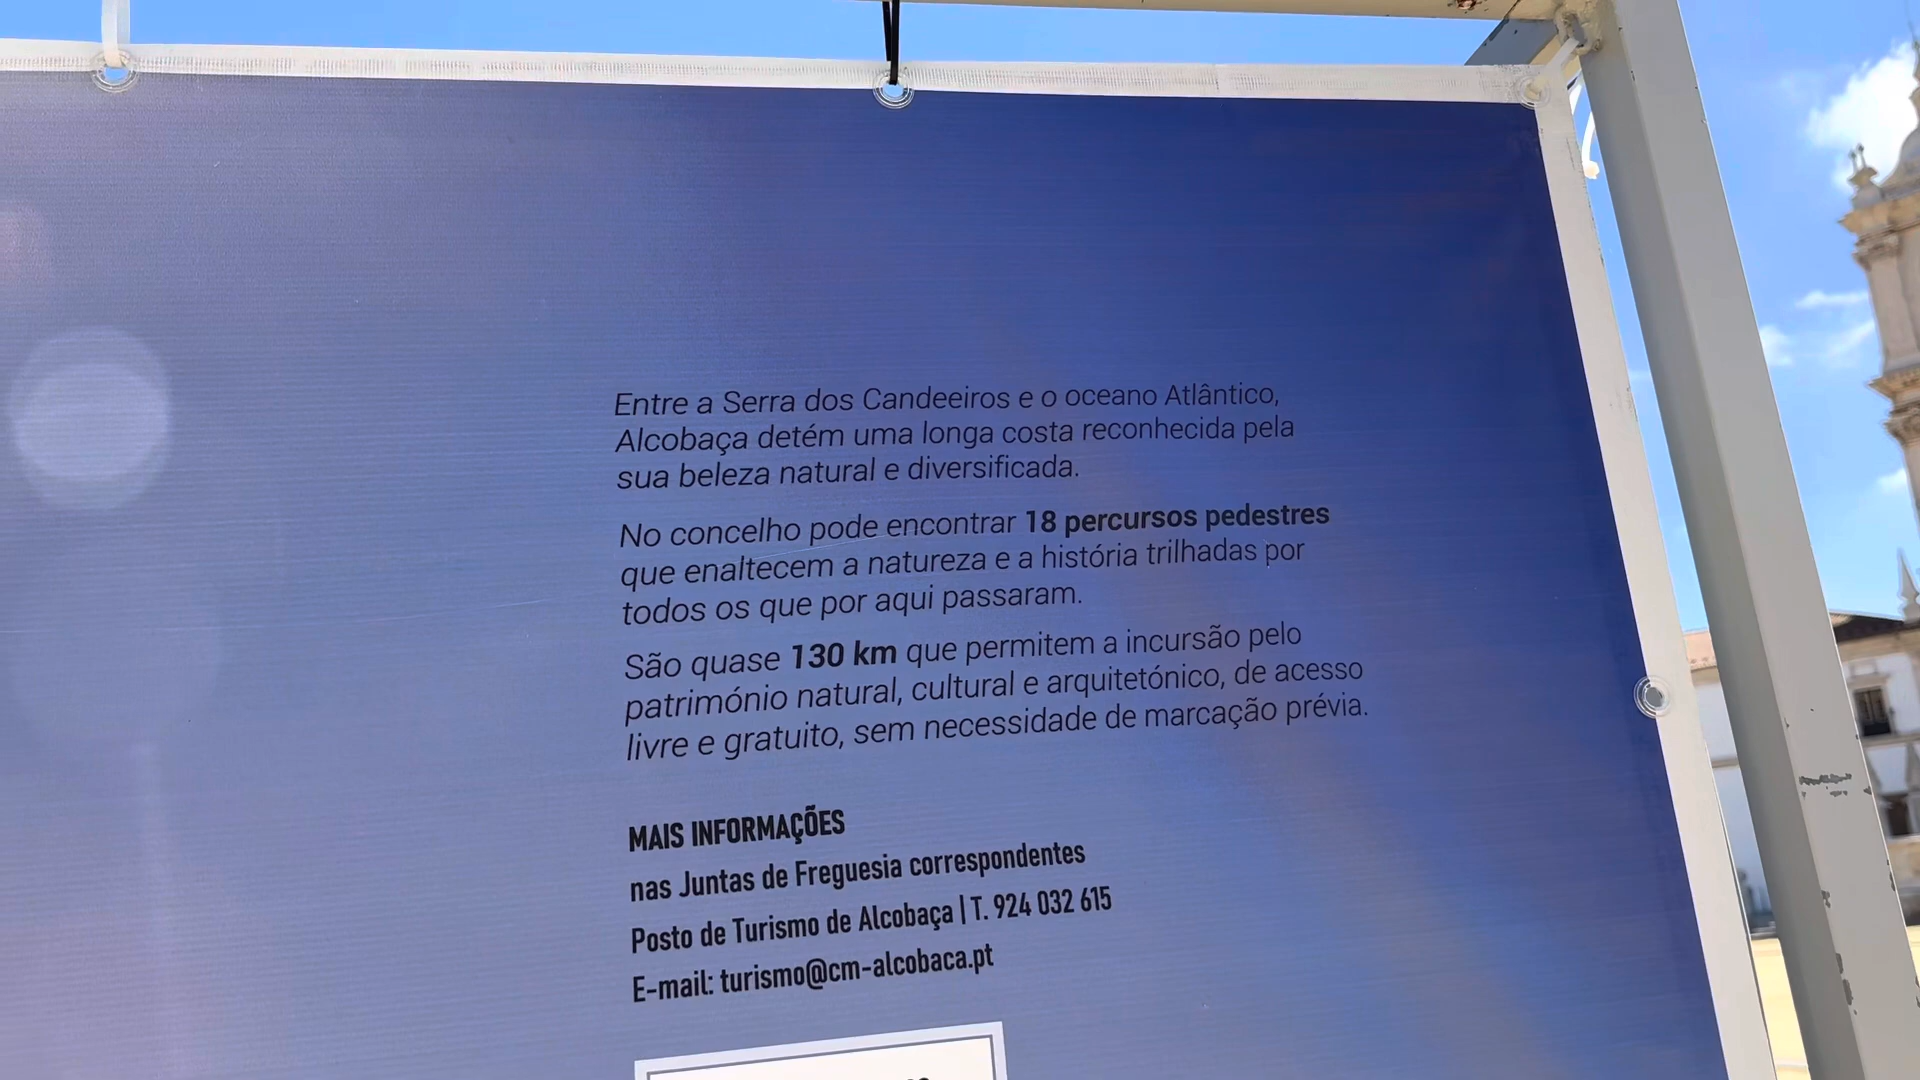 Entre a Serra dos Candeeiros e o oceano Atlântico,
Alcobaça detém uma longa costa reconhecida pela
sua beleza natural e diversificada.
No concelho pode encontrar 18 percursos pedestres
que enaltecem a natureza e a história trilhadas por
todos os que por aqui passaram.
São quase 130 km que permitem a incursão pelo
património natural, cultural e arquitetónico, de acesso
livre e gratuito, sem necessidade de marcação prévia.
MAIS INFORMAÇÕES
nas Juntas de Freguesia correspondentes
Posto de Turismo de Alcobaça | T. 924 032 615
E-mail: turismo@cm-alcobaca.pt